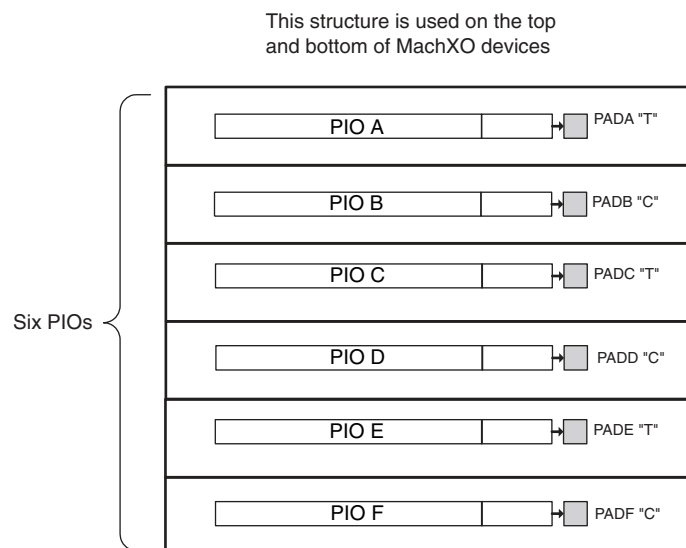 This structure is used on the top
and bottom of MachXO devices
PIO A
PADA "T"
PIO B
PADB "C"
PIO C
PADC "T"
Six PIOs
PIO D
PADD "C"
PIO E
PADE "T"
PIO F
PADF "C"